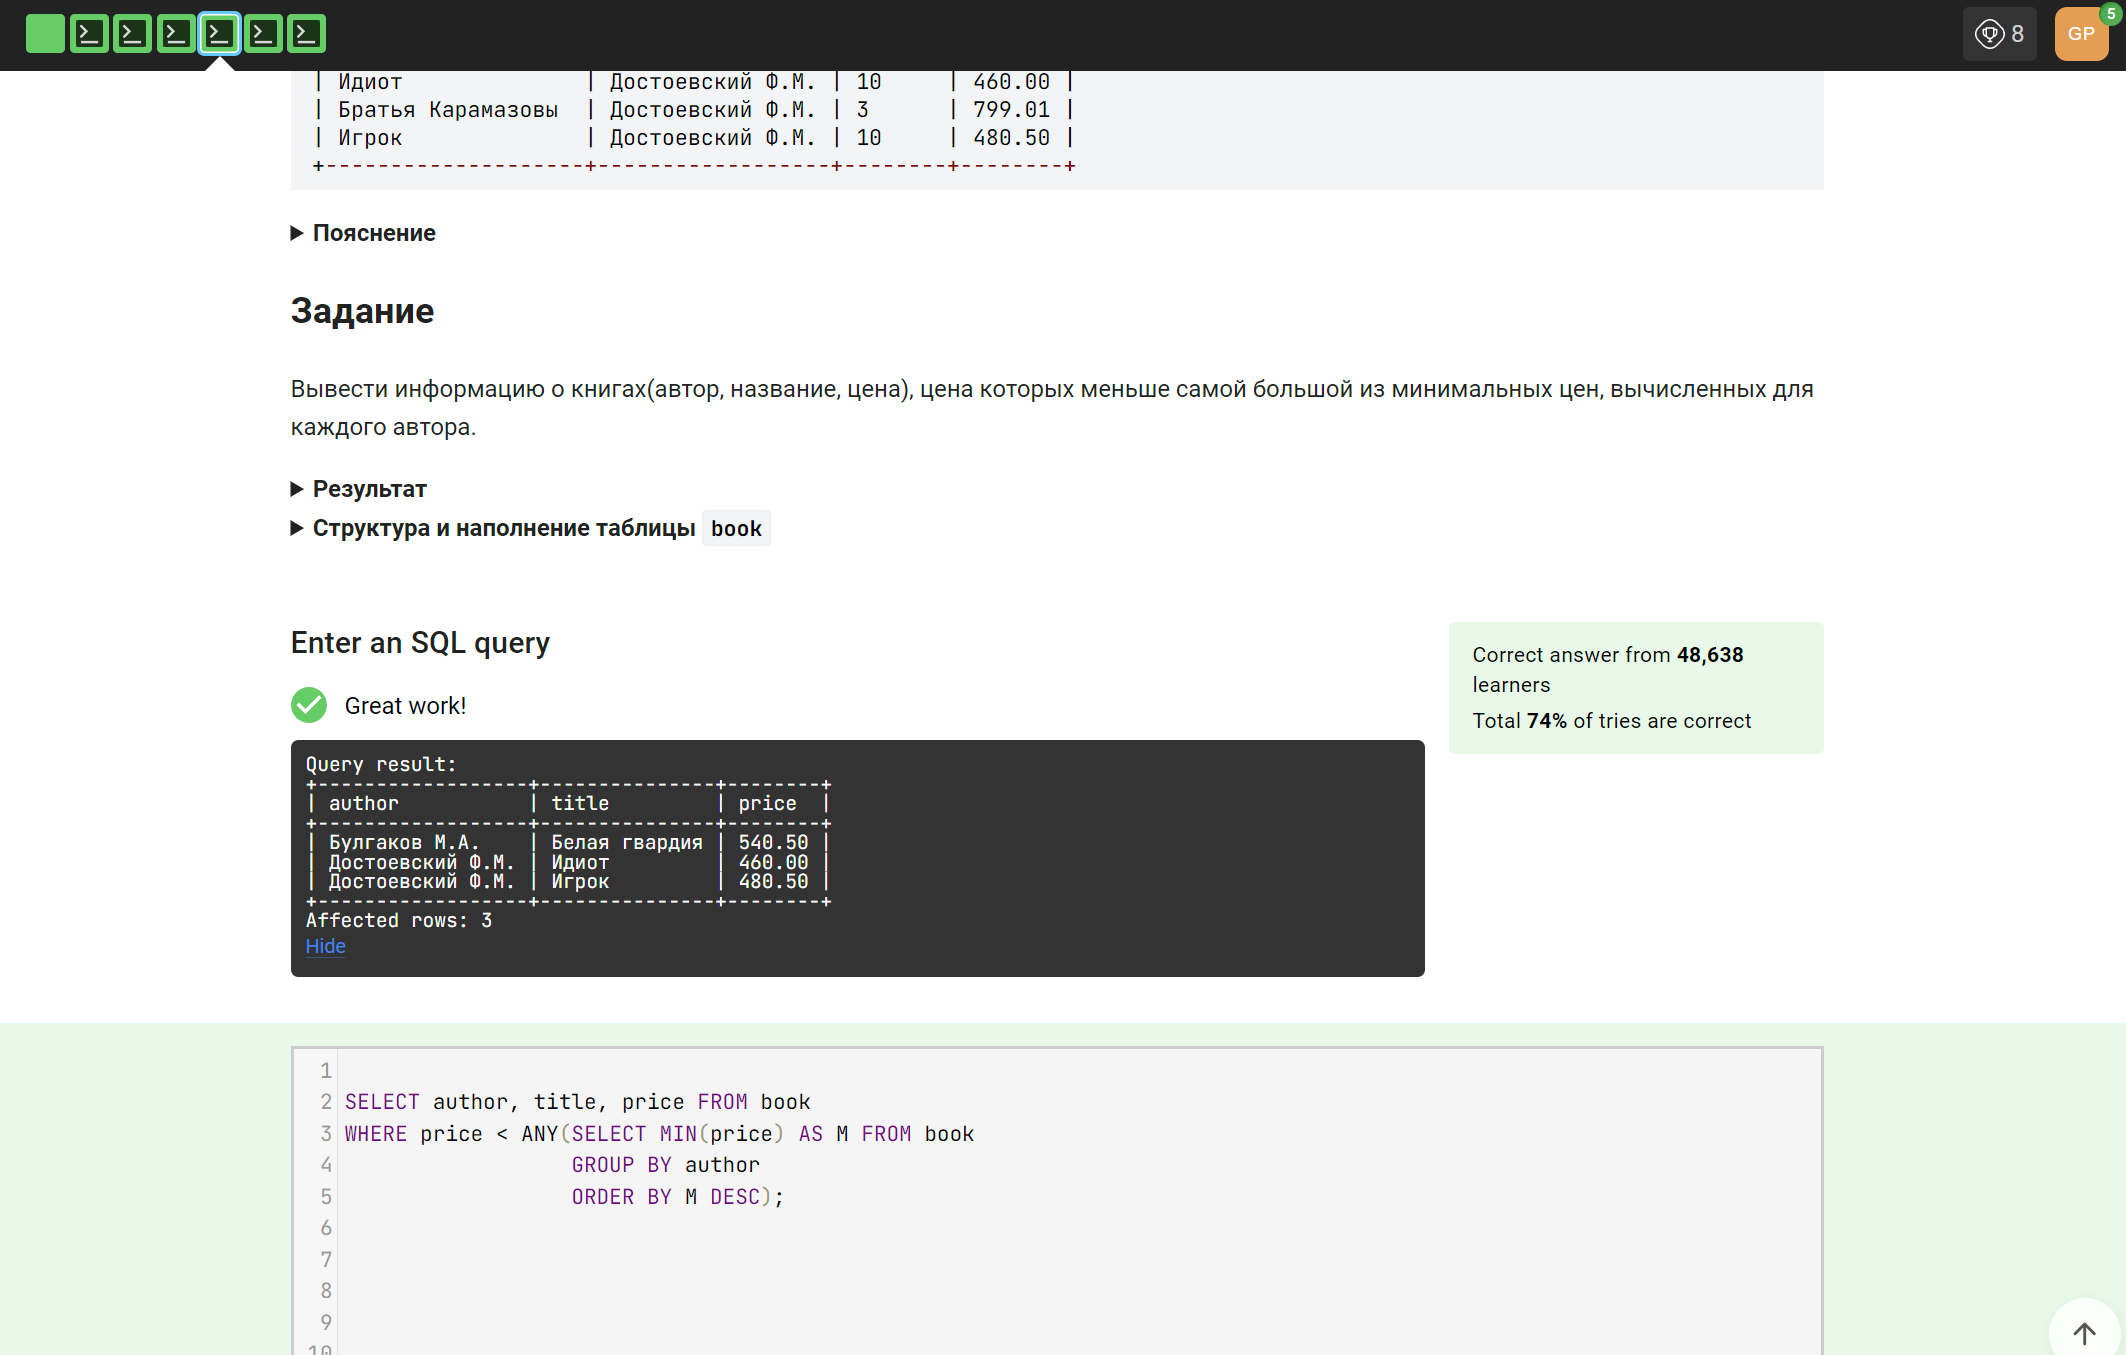 8
GP
5
| Идиот | Достоевский Ф.М. | 10 | 460.00 |
| Братья Карамазовы | Достоевский Ф.М. | 3 | 799.01 |
| Игрок | Достоевский Ф.М. | 10 | 480.50 |
+--------------------+------------------+--------+--------+
Пояснение
Задание
Вывести информацию о книгах(автор, название, цена), цена которых меньше самой большой из минимальных цен, вычисленных для
каждого автора.
Результат
Структура и наполнение таблицы book
Enter an SQL query
Great work!
Correct answer from 48,638
learners
Total 74% of tries are correct
Query result:
+------------------+---------------+--------+
| author | title | price |
+------------------+---------------+--------+
| Булгаков М.А. | Белая гвардия | 540.50 |
| Достоевский Ф.М. | Идиот | 460.00 |
| Достоевский Ф.М. | Игрок | 480.50 |
+------------------+---------------+--------+
Affected rows: 3
Hide
1
2 SELECT author, title, price FROM book
3 WHERE price < ANY(SELECT MIN(price) AS M FROM book
4 GROUP BY author
5 ORDER BY M DESC);
6
7
8
9
10